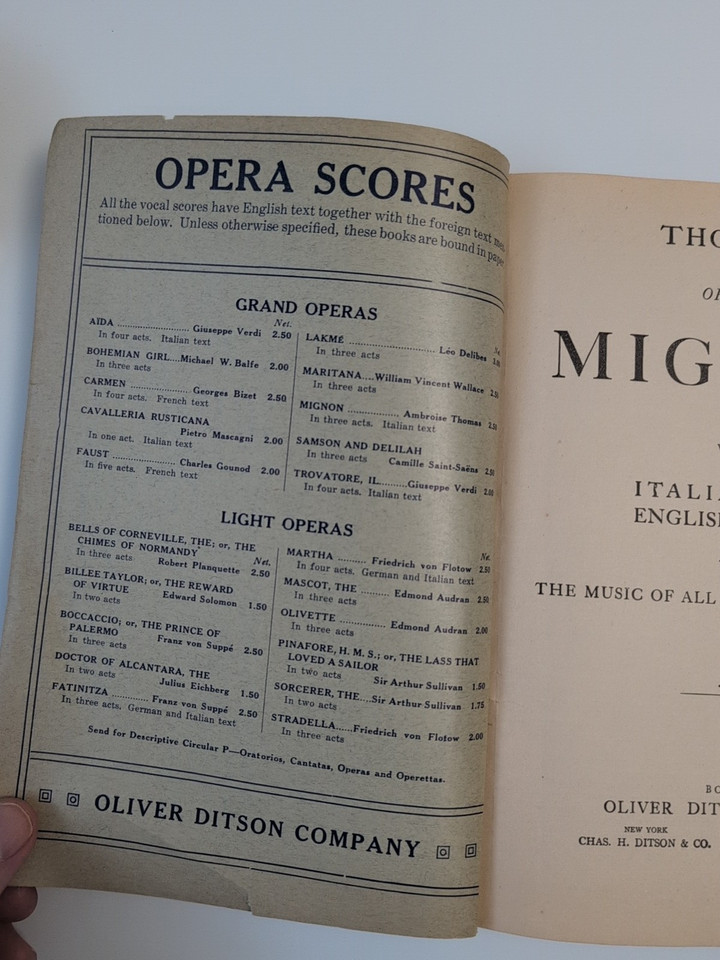 OPERA SCORES
All the vocal scores have English text together with the foreign text
tioned below. Unless otherwise specified, these books are bound in paper
GRAND OPERAS
Net.
AÏDA .................... Giuseppe Verdi 2.50
In four acts. Italian text
BOHEMIAN GIRL....Michael W. Balfe 2.00
In three acts
CARMEN .................. Georges Bizet 2.50
In four acts. French text
CAVALLERIA RUSTICANA
Pietro Mascagni 2.00
In one act. Italian text
FAUST .................. Charles Gounod 2.00
In five acts. French text
LAKMÉ ........................ Léo Delibes
In three acts
MARITANA....William Vincent Wallace
In three acts
MIGNON .............. Ambroise Thomas
In three acts. Italian text
SAMSON AND DELILAH
In three acts Camille Saint-Saëns
TROVATORE, IL..........Giuseppe Verdi 2.00
In four acts. Italian text
LIGHT OPERAS
BELLS OF CORNEVILLE, THE; or, THE
CHIMES OF NORMANDY Net.
In three acts Robert Planquette 2.50
BILLEE TAYLOR; or, THE REWARD
OF VIRTUE Edward Solomon 1.50
In two acts
BOCCACCIO; or, THE PRINCE OF
PALERMO Franz von Suppé 2.50
In three acts
DOCTOR OF ALCANTARA, THE
In two acts Julius Eichberg 1.50
FATINITZA ........... Franz von Suppé 2.50
In three acts. German and Italian text
MARTHA .......... Friedrich von Flotow 2.50
In four acts. German and Italian text
MASCOT, THE .......... Edmond Audran 2.50
In three acts
OLIVETTE ................ Edmond Audran 2.00
In three acts
PINAFORE, H. M. S.; or, THE LASS THAT
LOVED A SAILOR
In two acts Sir Arthur Sullivan 1.50
SORCERER, THE....Sir Arthur Sullivan 1.75
In two acts
STRADELLA......Friedrich von Flotow 2.00
In three acts
Send for Descriptive Circular P—Oratorios, Cantatas, Operas and Operettas.
OLIVER DITSON COMPANY
THO
MIG
ITALI
ENGLIS
THE MUSIC OF ALL
BO
OLIVER DIT
NEW YORK
CHAS. H. DITSON & CO.